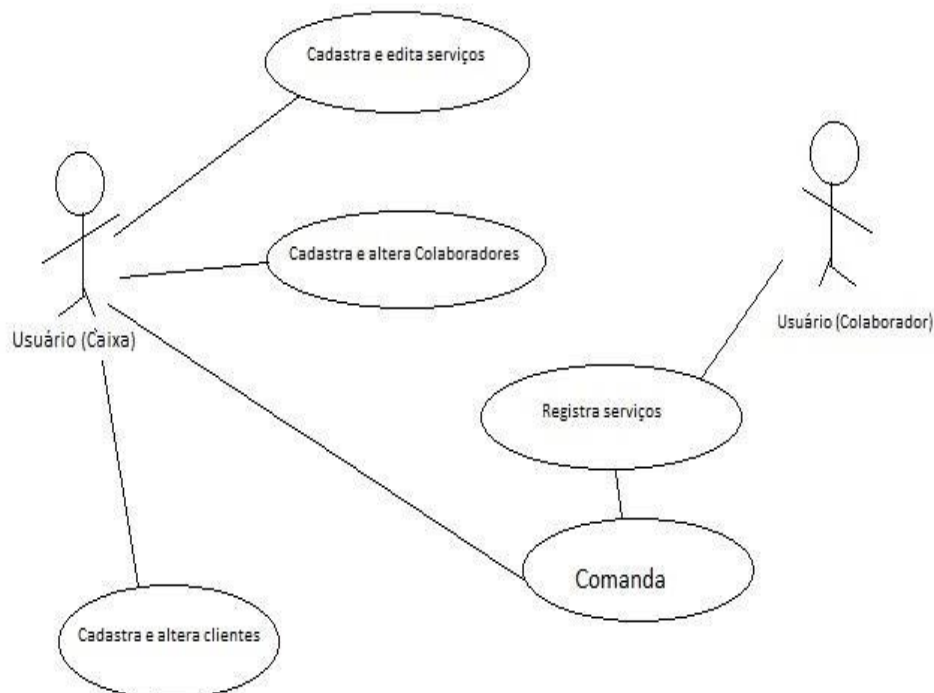 Cadastra e edita serviços
Cadastra e altera Colaboradores
Usuário (Caixa)
Usuário (Colaborador)
Registra serviços
Comanda
Cadastra e altera clientes